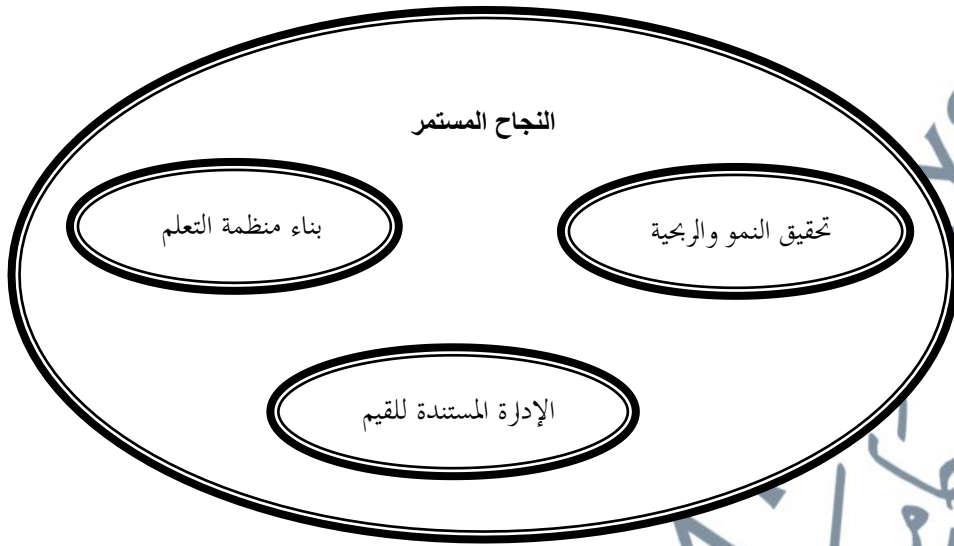 النجاح المستمر
تحقيق النمو والربحية
بناء منظمة التعلم
الإدارة المستندة للقيم